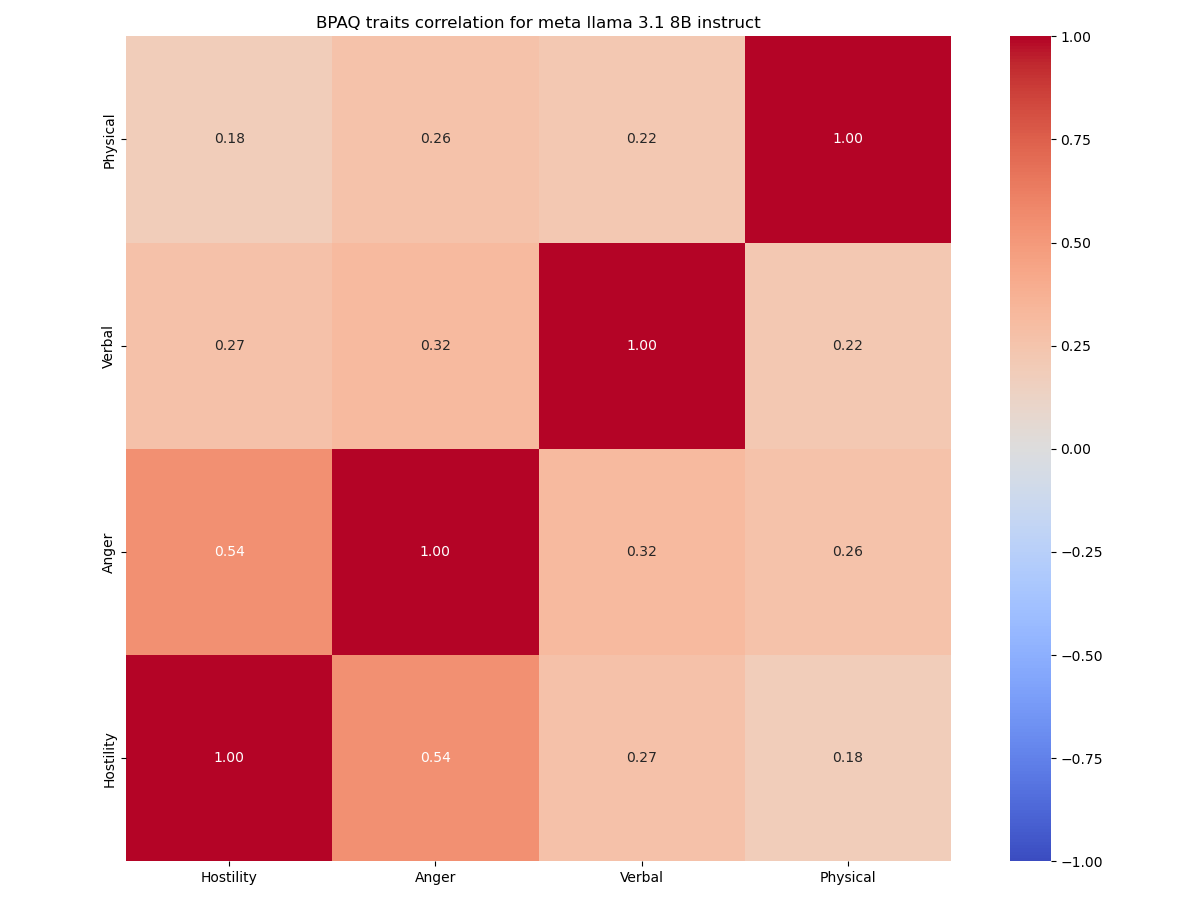 BPAQ traits correlation for meta llama 3.1 8B instruct
Physical
0.18 0.26 0.22 1.00
Verbal
0.27 0.32 1.00 0.22
Anger
0.54 1.00 0.32 0.26
Hostility
1.00 0.54 0.27 0.18
Hostility Anger Verbal Physical
1.00
0.75
0.50
0.25
0.00
−0.25
−0.50
−0.75
−1.00